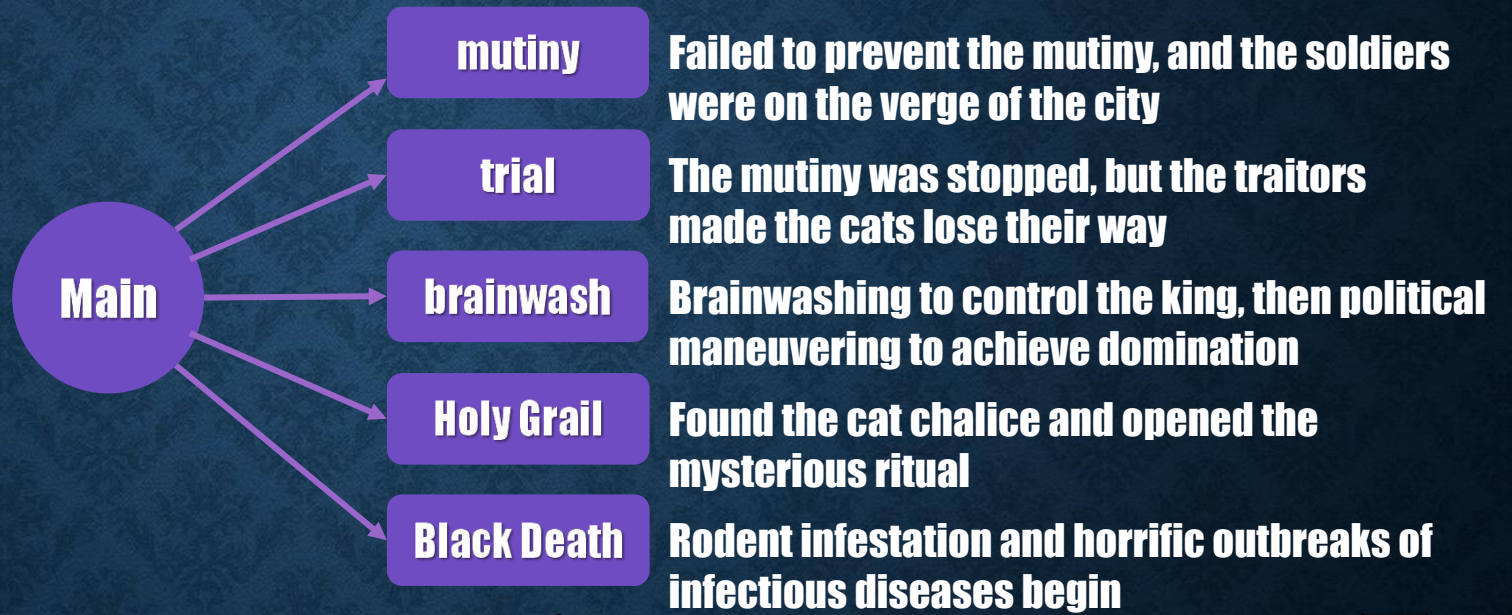 Main
mutiny
Failed to prevent the mutiny, and the soldiers
were on the verge of the city
trial
The mutiny was stopped, but the traitors
made the cats lose their way
brainwash
Brainwashing to control the king, then political
maneuvering to achieve domination
Holy Grail
Found the cat chalice and opened the
mysterious ritual
Black Death
Rodent infestation and horrific outbreaks of
infectious diseases begin